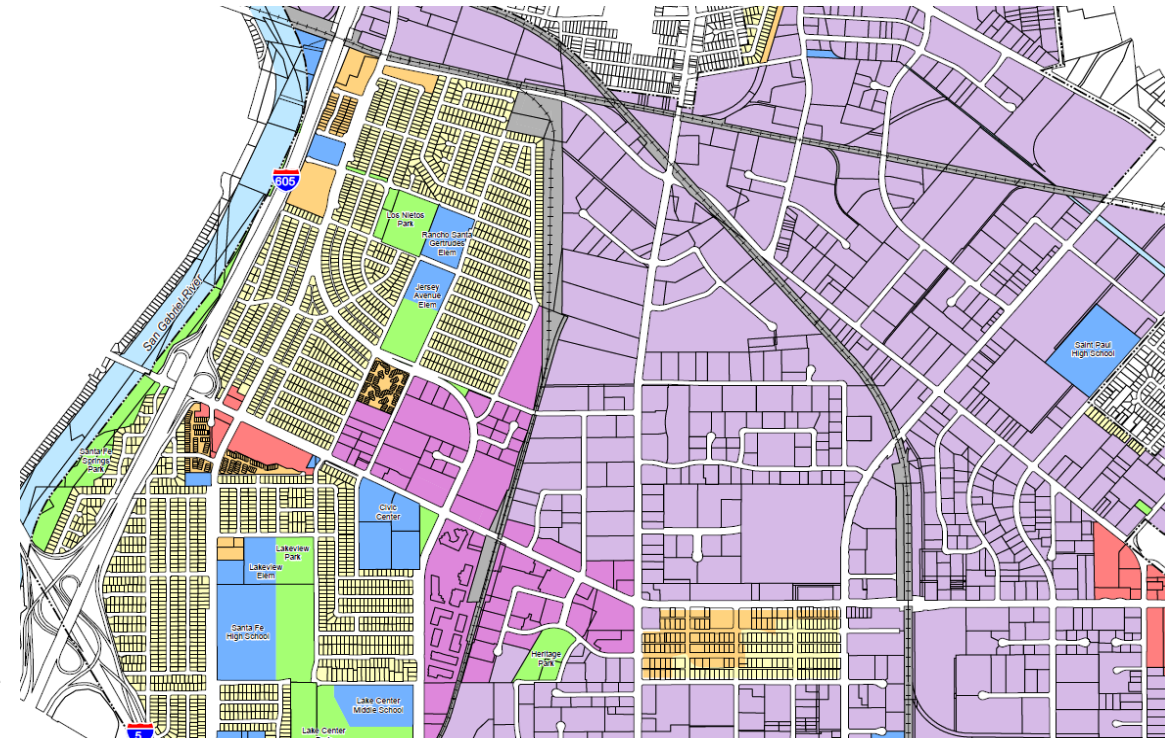 605
Los Nietos
Park
Rancho Santa
Gertrudes
Elem
Jersey
Avenue
Elem
San Gabriel River
Saint Paul
High School
Santa Fe
Springs
Park
Civic
Center
Lakeview
Park
Lakeview
Elem
Santa Fe
High School
Heritage
Park
Lake Center
Middle School
Lake Center
5